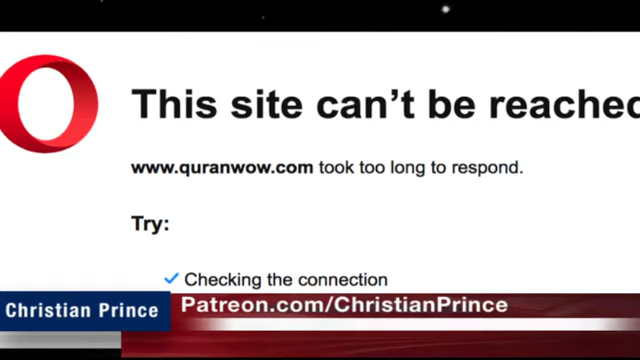 This site can’t be reached
www.quranwow.com took too long to respond.
Try:
Checking the connection
Christian Prince
Patreon.com/ChristianPrince